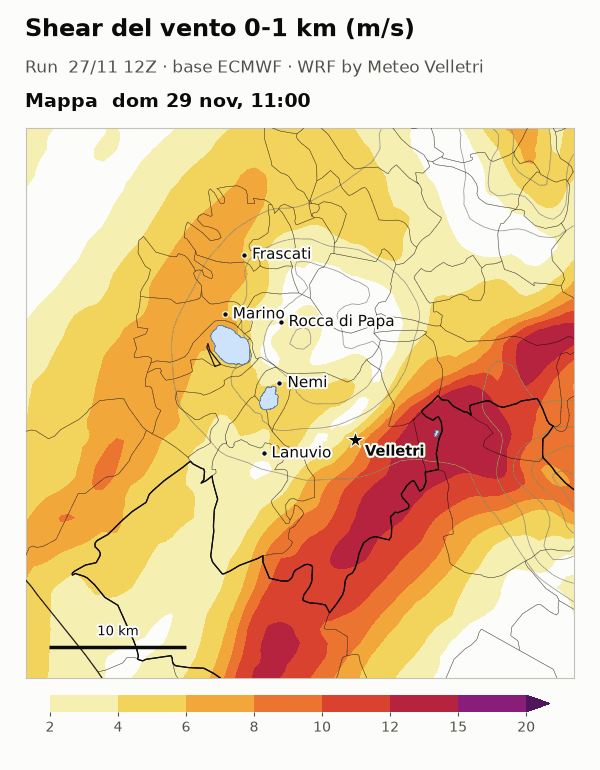 Shear del vento 0-1 km (m/s)
Run 27/11 12Z · base ECMWF · WRF by Meteo Velletri
Mappa dom 29 nov, 11:00
Frascati
Marino
Rocca di Papa
Nemi
Velletri
Lanuvio
10 km
2 4 6 8 10 12 15 20